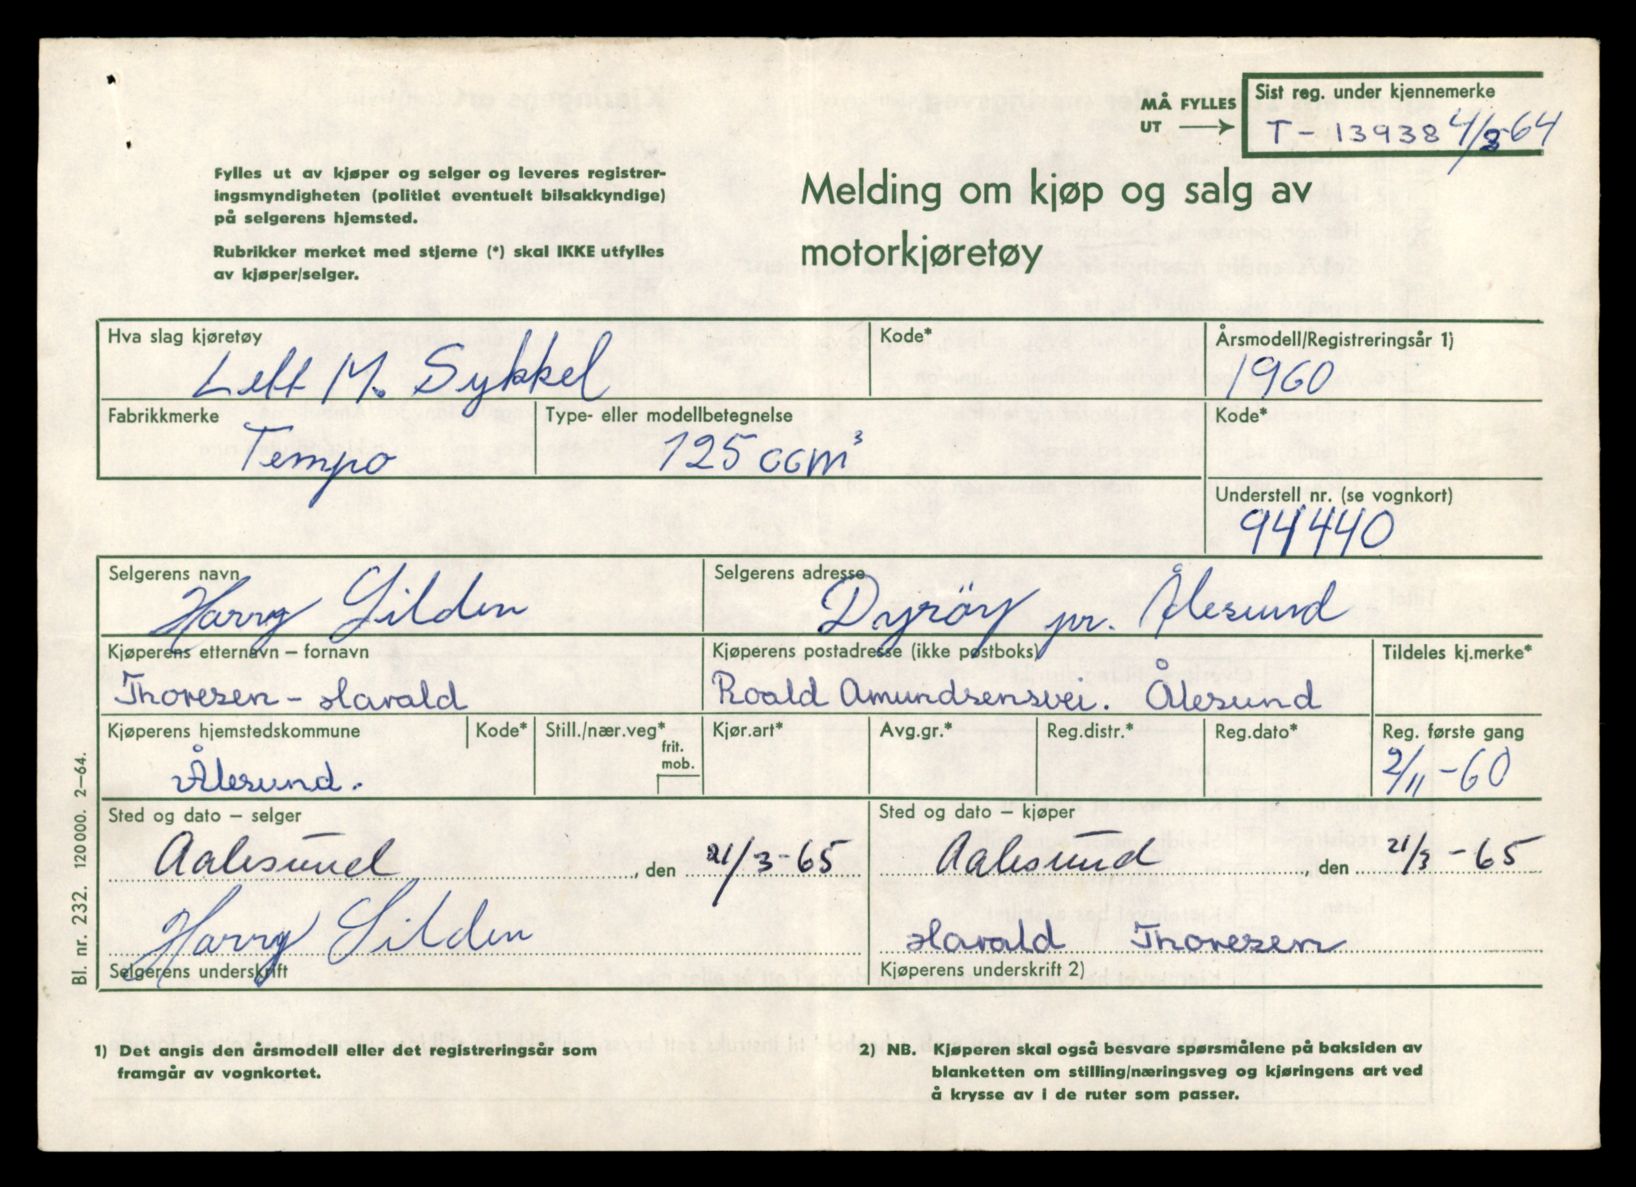 MÅ FYLLES UT →
Sist reg. under kjennemerke
T - 13938 4/8-64
Fylles ut av kjøper og selger og leveres registrer-
ingsmyndigheten (politiet eventuelt bilsakkyndige)
på selgerens hjemsted.
Rubrikker merket med stjerne (*) skal IKKE utfylles
av kjøper/selger.
Melding om kjøp og salg av
motorkjøretøy
Hva slag kjøretøy
Lett M. Sykkel
Kode*
Årsmodell/Registreringsår 1)
1960
Fabrikkmerke
Tempo
Type- eller modellbetegnelse
125 ccm³
Kode*
Understell nr. (se vognkort)
94440
Selgerens navn
Harry Lilden
Selgerens adresse
Dyrøy pr. Ålesund
Kjøperens etternavn – fornavn
Thoresen - Harald
Kjøperens postadresse (ikke postboks)
Roald Amundsensvei. Ålesund
Tildeles kj.merke*
Kjøperens hjemstedskommune
Ålesund.
Kode*
Still./nær.veg*
frit.
mob.
Kjør.art*
Avg.gr.*
Reg.distr.*
Reg.dato*
Reg. første gang
2/11-60
Sted og dato – selger
Aalesund, den 21/3-65
Harry Lilden
Selgerens underskrift
Sted og dato – kjøper
Aalesund, den 21/3-65
Harald Thoresen
Kjøperens underskrift 2)
Bl. nr. 232. 120 000. 2–64.
1) Det angis den årsmodell eller det registreringsår som
framgår av vognkortet.
2) NB. Kjøperen skal også besvare spørsmålene på baksiden av
blanketten om stilling/næringsveg og kjøringens art ved
å krysse av i de ruter som passer.